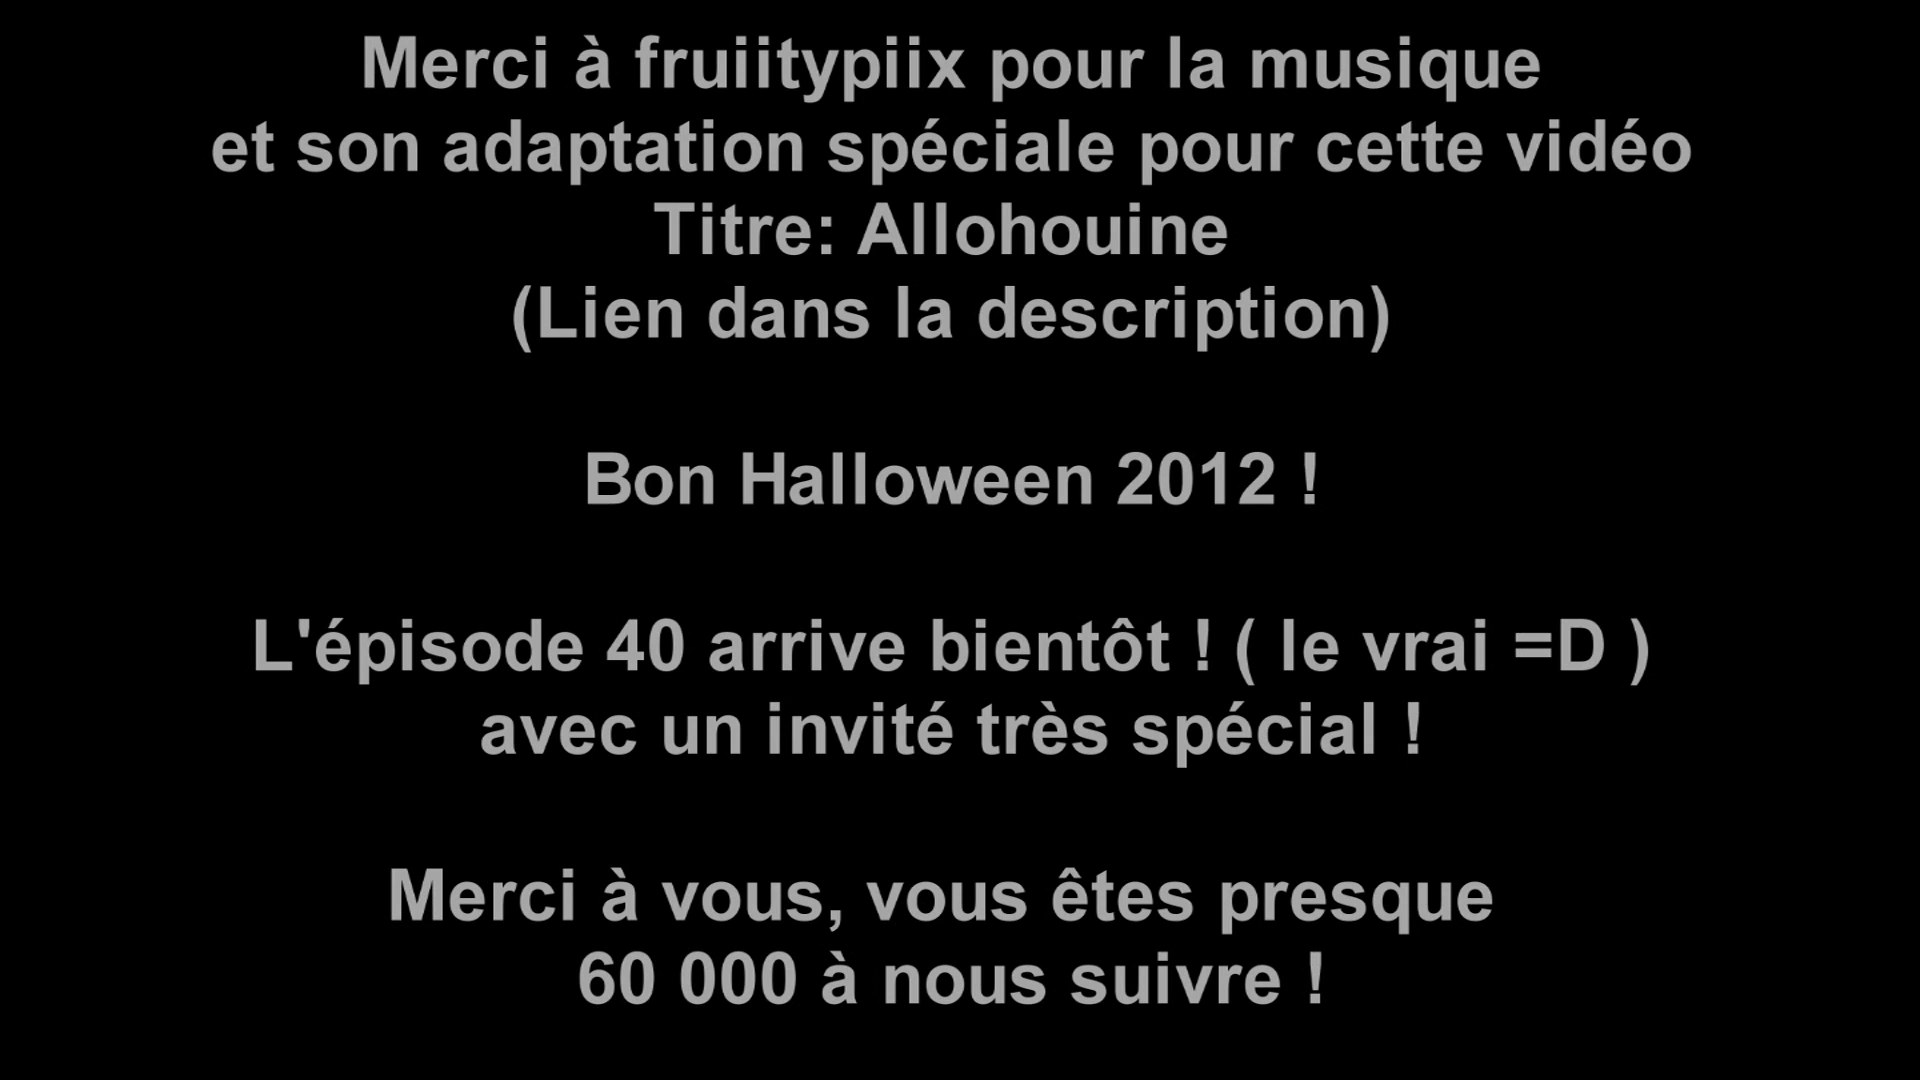 Merci à fruiitypiix pour la musique
et son adaptation spéciale pour cette vidéo
Titre: Allohouine
(Lien dans la description)
Bon Halloween 2012 !
L'épisode 40 arrive bientôt ! ( le vrai =D )
avec un invité très spécial !
Merci à vous, vous êtes presque
60 000 à nous suivre !